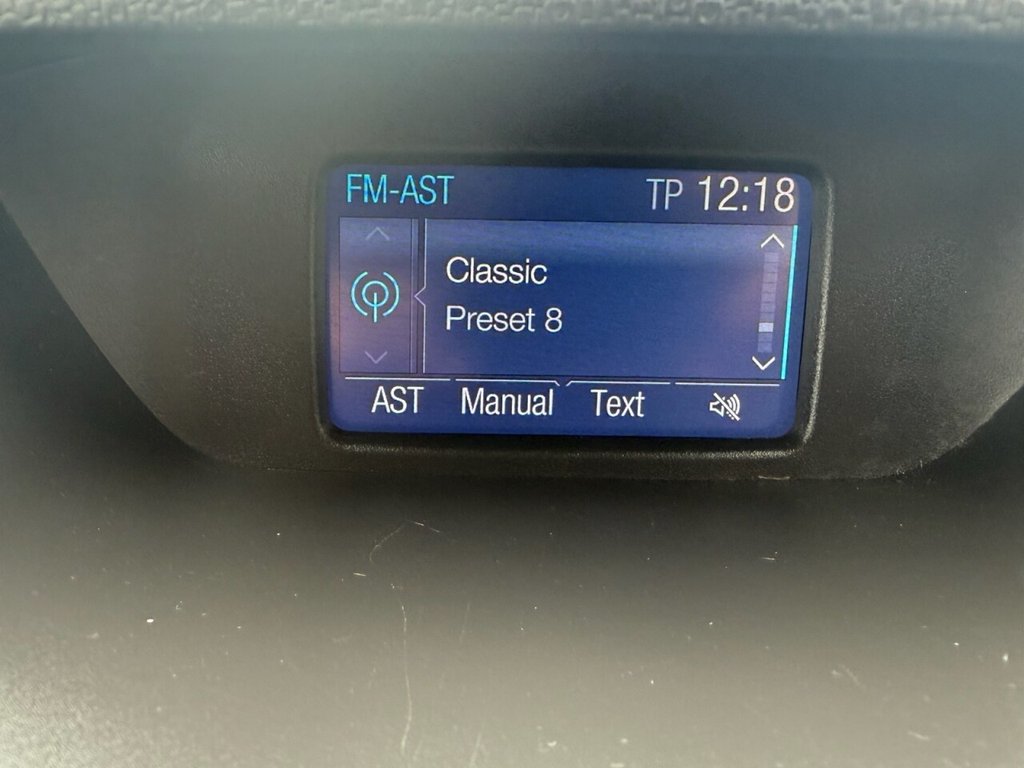 FM-AST TP 12:18
Classic
Preset 8
AST Manual Text